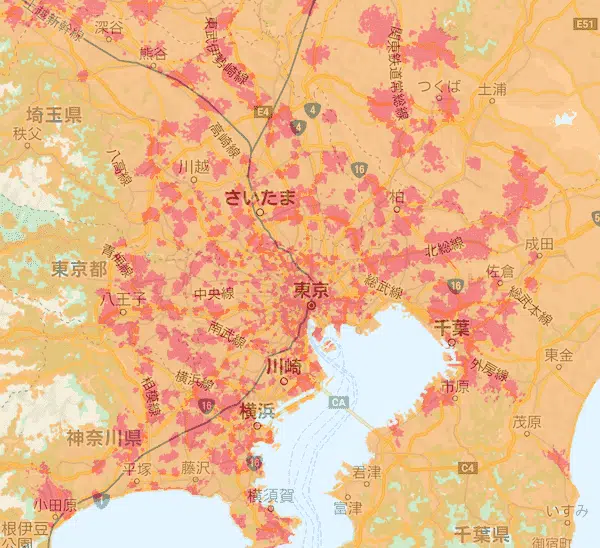 上越新幹線
深谷
熊谷
東武伊勢崎線
関東鉄道常総線
E51
つくば
土浦
埼玉県
秩父
E4
4
4
高崎線
八高線
川越
16
さいたま
柏
北総線
成田
6
青梅線
東京都
八王子
中央線
東京
総武線
16
佐倉
総武本線
南武線
千葉
川崎
外房線
東金
相模線
横浜線
16
CA
市原
横浜
神奈川県
茂原
平塚
藤沢
16
君津
C4
小田原
1
横須賀
富津
いすみ
根伊豆
公園
千葉県
御宿町